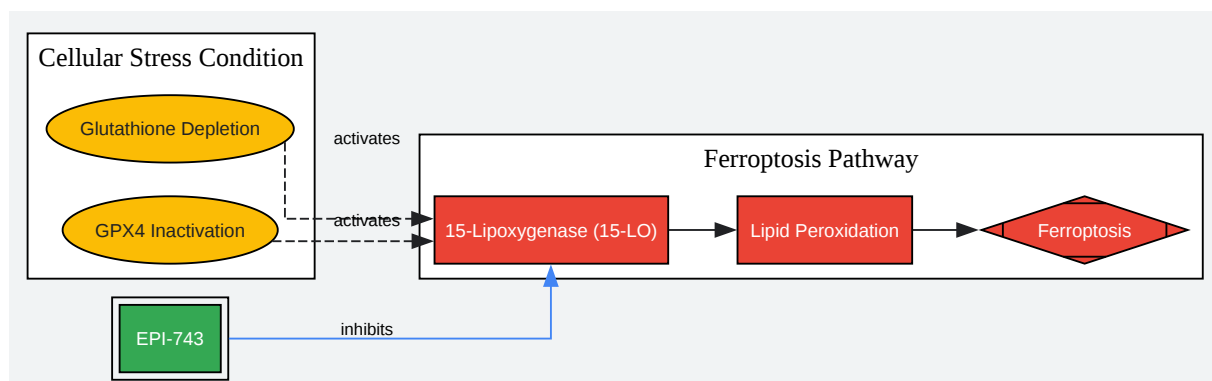 Cellular Stress Condition
Glutathione Depletion
GPX4 Inactivation
activates
activates
Ferroptosis Pathway
15-Lipoxygenase (15-LO)
Lipid Peroxidation
Ferroptosis
EPI-743
inhibits